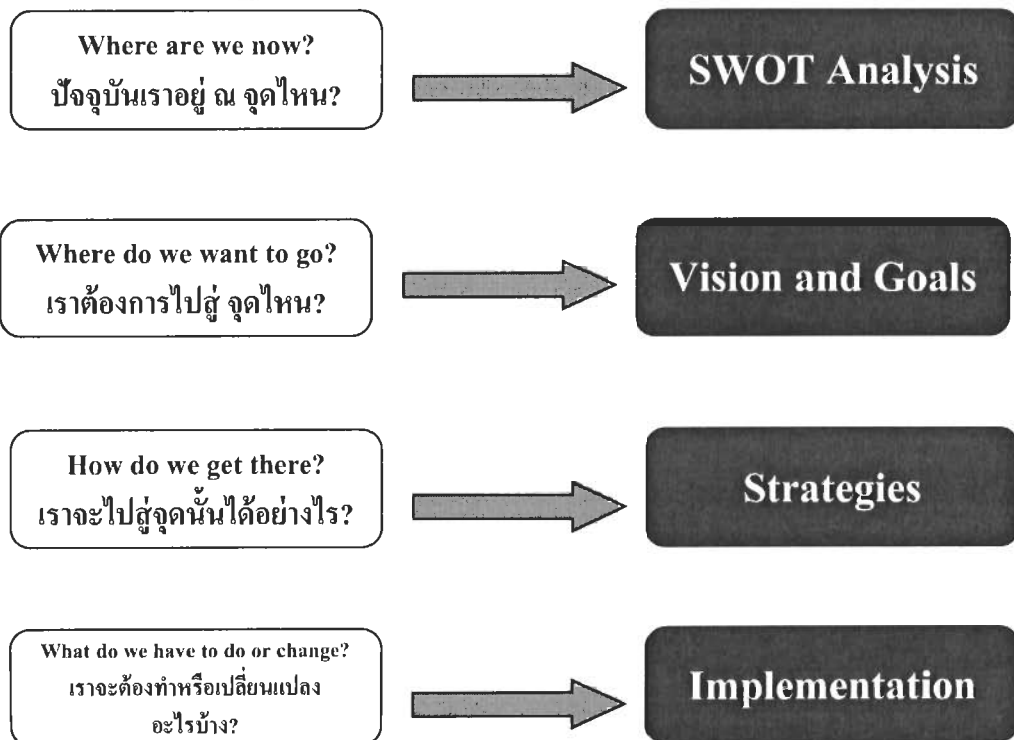 Where are we now?
ปัจจุบันเราอยู่ ณ จุดไหน?
SWOT Analysis
Where do we want to go?
เราต้องการไปสู่ จุดไหน?
Vision and Goals
How do we get there?
เราจะไปสู่จุดนั้นได้อย่างไร?
Strategies
What do we have to do or change?
เราจะต้องทำหรือเปลี่ยนแปลง
อะไรบ้าง?
Implementation